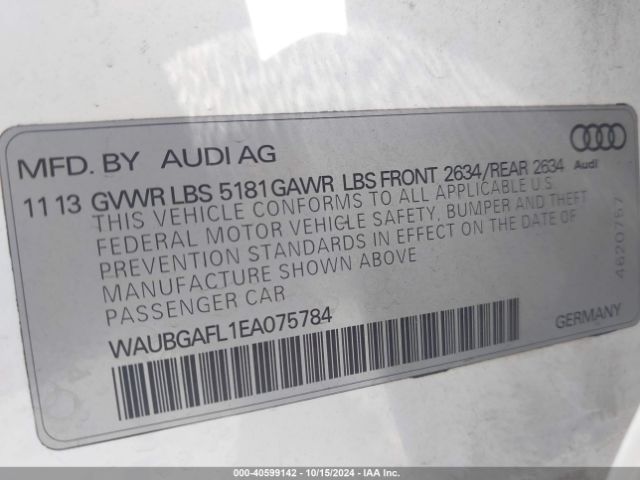 MFD. BY AUDI AG
Audi
11 13 GVWR LBS 5181 GAWR LBS FRONT 2634/REAR 2634
THIS VEHICLE CONFORMS TO ALL APPLICABLE U.S.
FEDERAL MOTOR VEHICLE SAFETY, BUMPER AND THEFT
PREVENTION STANDARDS IN EFFECT ON THE DATE OF
MANUFACTURE SHOWN ABOVE
PASSENGER CAR
4620757
WAUBGAFL1EA075784
GERMANY
000-40599142 - 10/15/2024 - IAA Inc.